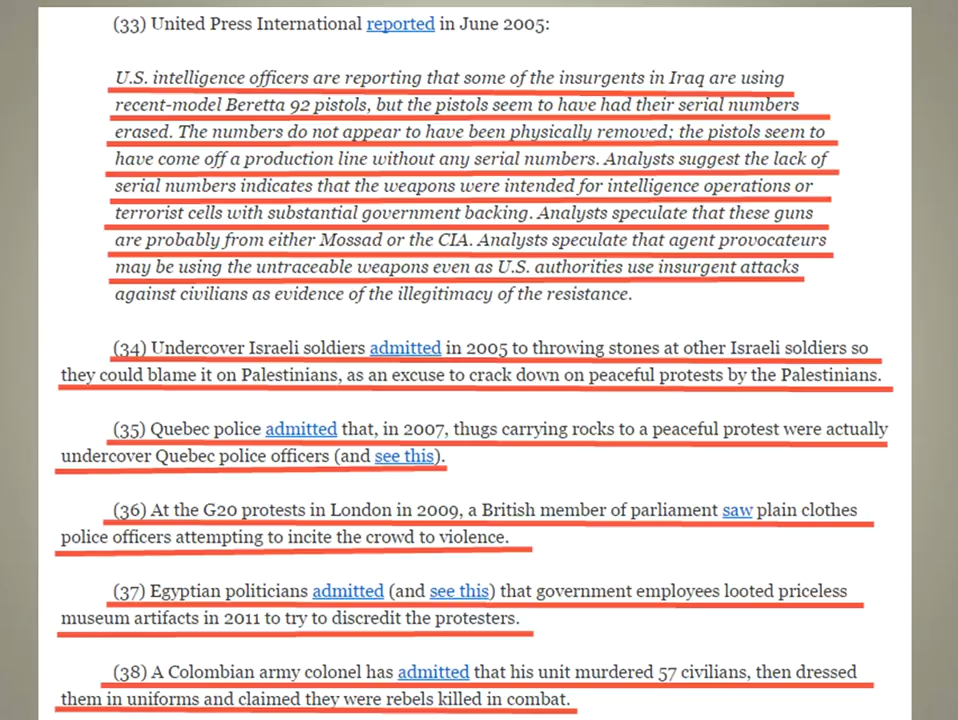 (33) United Press International reported in June 2005:
U.S. intelligence officers are reporting that some of the insurgents in Iraq are using
recent-model Beretta 92 pistols, but the pistols seem to have had their serial numbers
erased. The numbers do not appear to have been physically removed; the pistols seem to
have come off a production line without any serial numbers. Analysts suggest the lack of
serial numbers indicates that the weapons were intended for intelligence operations or
terrorist cells with substantial government backing. Analysts speculate that these guns
are probably from either Mossad or the CIA. Analysts speculate that agent provocateurs
may be using the untraceable weapons even as U.S. authorities use insurgent attacks
against civilians as evidence of the illegitimacy of the resistance.
(34) Undercover Israeli soldiers admitted in 2005 to throwing stones at other Israeli soldiers so
they could blame it on Palestinians, as an excuse to crack down on peaceful protests by the Palestinians.
(35) Quebec police admitted that, in 2007, thugs carrying rocks to a peaceful protest were actually
undercover Quebec police officers (and see this).
(36) At the G20 protests in London in 2009, a British member of parliament saw plain clothes
police officers attempting to incite the crowd to violence.
(37) Egyptian politicians admitted (and see this) that government employees looted priceless
museum artifacts in 2011 to try to discredit the protesters.
(38) A Colombian army colonel has admitted that his unit murdered 57 civilians, then dressed
them in uniforms and claimed they were rebels killed in combat.